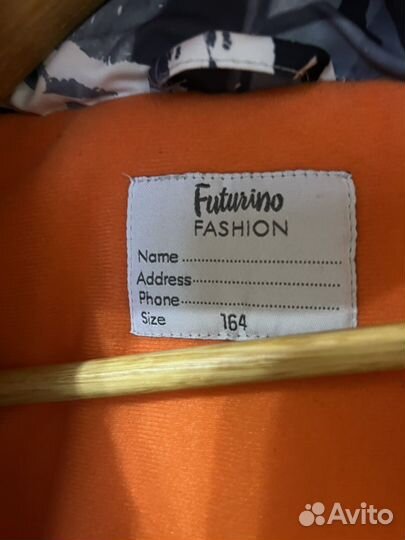 Futurino
FASHION
Name
Address
Phone
Size 164
Avito